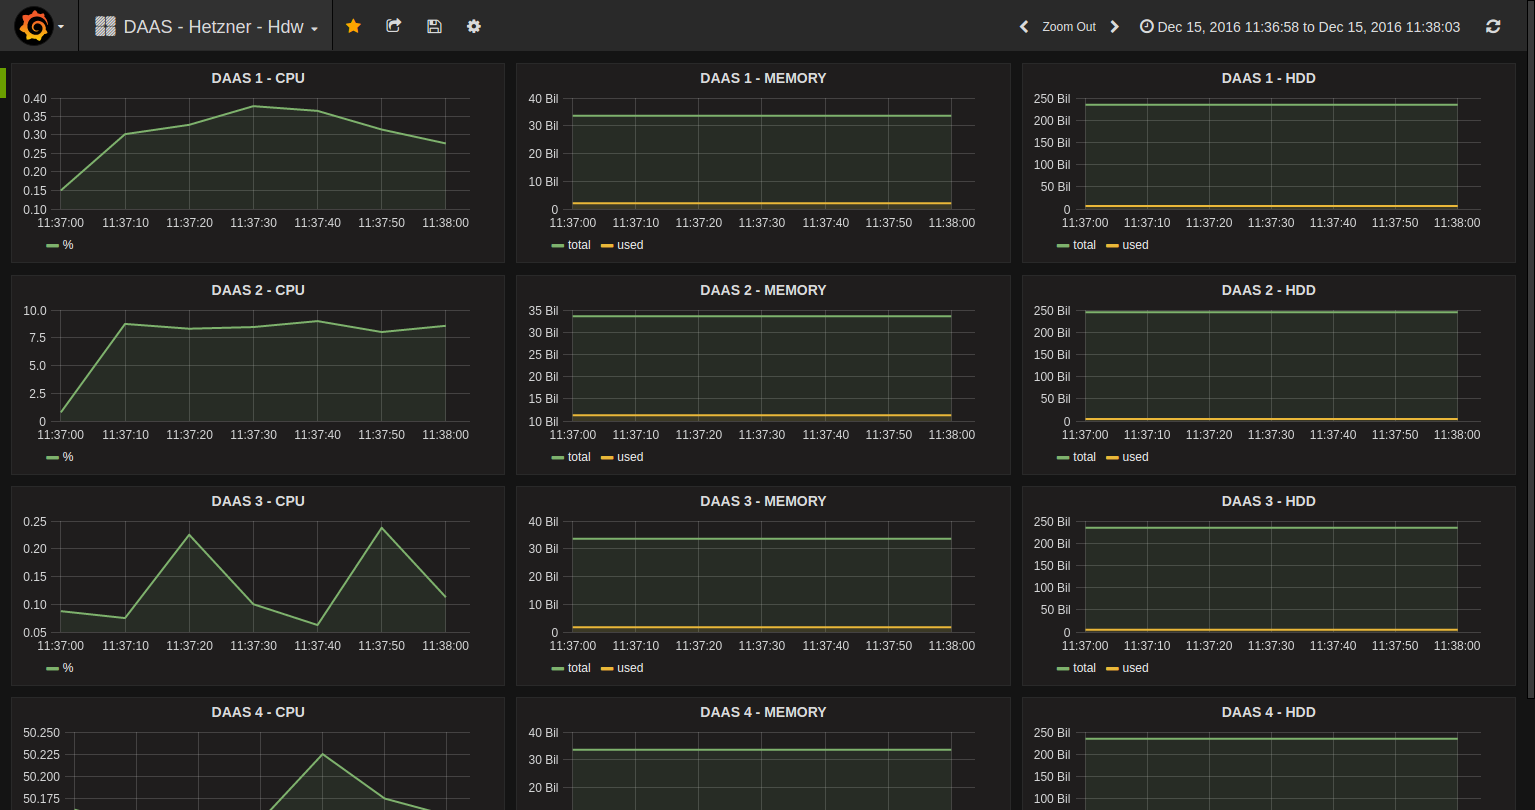 DAAS - Hetzner - Hdw
Zoom Out
Dec 15, 2016 11:36:58 to Dec 15, 2016 11:38:03
DAAS 1 - CPU
0.40
0.35
0.30
0.25
0.20
0.15
0.10
11:37:00 11:37:10 11:37:20 11:37:30 11:37:40 11:37:50 11:38:00
%
DAAS 1 - MEMORY
40 Bil
30 Bil
20 Bil
10 Bil
0
11:37:00 11:37:10 11:37:20 11:37:30 11:37:40 11:37:50 11:38:00
total used
DAAS 1 - HDD
250 Bil
200 Bil
150 Bil
100 Bil
50 Bil
0
11:37:00 11:37:10 11:37:20 11:37:30 11:37:40 11:37:50 11:38:00
total used
DAAS 2 - CPU
10.0
7.5
5.0
2.5
0
11:37:00 11:37:10 11:37:20 11:37:30 11:37:40 11:37:50 11:38:00
%
DAAS 2 - MEMORY
35 Bil
30 Bil
25 Bil
20 Bil
15 Bil
10 Bil
11:37:00 11:37:10 11:37:20 11:37:30 11:37:40 11:37:50 11:38:00
total used
DAAS 2 - HDD
250 Bil
200 Bil
150 Bil
100 Bil
50 Bil
0
11:37:00 11:37:10 11:37:20 11:37:30 11:37:40 11:37:50 11:38:00
total used
DAAS 3 - CPU
0.25
0.20
0.15
0.10
0.05
11:37:00 11:37:10 11:37:20 11:37:30 11:37:40 11:37:50 11:38:00
%
DAAS 3 - MEMORY
40 Bil
30 Bil
20 Bil
10 Bil
0
11:37:00 11:37:10 11:37:20 11:37:30 11:37:40 11:37:50 11:38:00
total used
DAAS 3 - HDD
250 Bil
200 Bil
150 Bil
100 Bil
50 Bil
0
11:37:00 11:37:10 11:37:20 11:37:30 11:37:40 11:37:50 11:38:00
total used
DAAS 4 - CPU
50.250
50.225
50.200
50.175
DAAS 4 - MEMORY
40 Bil
30 Bil
20 Bil
DAAS 4 - HDD
250 Bil
200 Bil
150 Bil
100 Bil